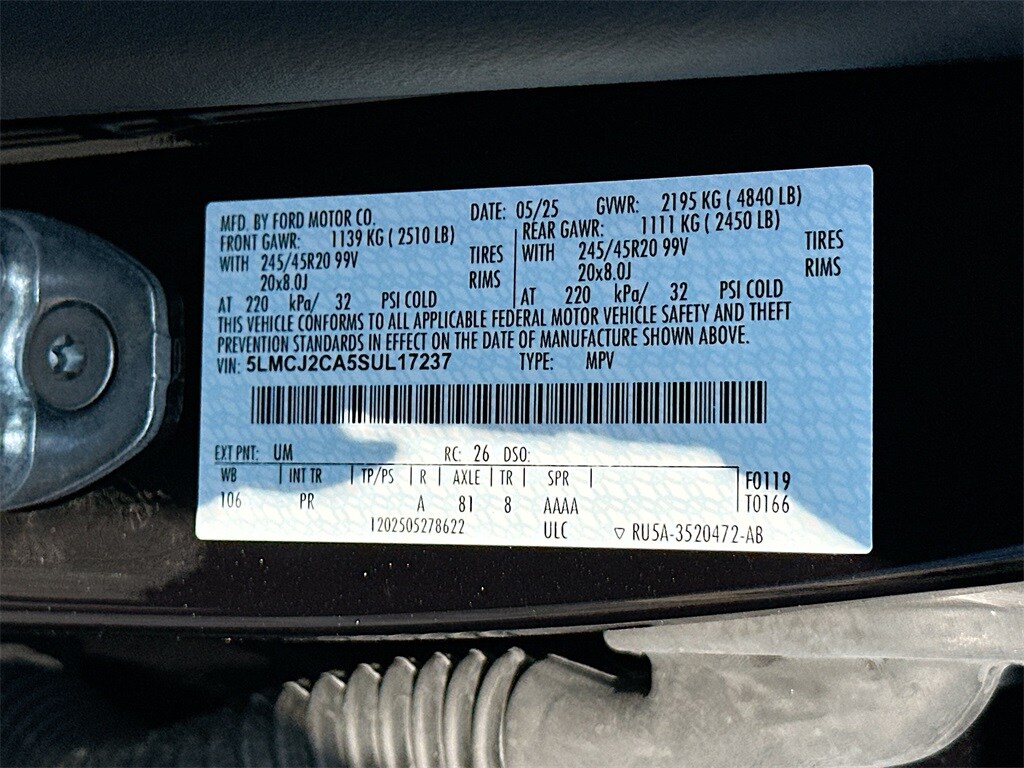 MFD. BY FORD MOTOR CO. DATE: 05/25 GVWR: 2195 KG ( 4840 LB)
FRONT GAWR: 1139 KG ( 2510 LB) REAR GAWR: 1111 KG ( 2450 LB)
WITH 245/45R20 99V TIRES WITH 245/45R20 99V TIRES
20x8.0J RIMS 20x8.0J RIMS
AT 220 kPa/ 32 PSI COLD AT 220 kPa/ 32 PSI COLD
THIS VEHICLE CONFORMS TO ALL APPLICABLE FEDERAL MOTOR VEHICLE SAFETY AND THEFT
PREVENTION STANDARDS IN EFFECT ON THE DATE OF MANUFACTURE SHOWN ABOVE.
VIN: 5LMCJ2CA5SUL17237 TYPE: MPV
EXT PNT: UM RC: 26 DSO:
WB INT TR TP/PS R AXLE TR SPR F0119
106 PR A 81 8 AAAA T0166
1202505278622 ULC ▽ RU5A-3520472-AB